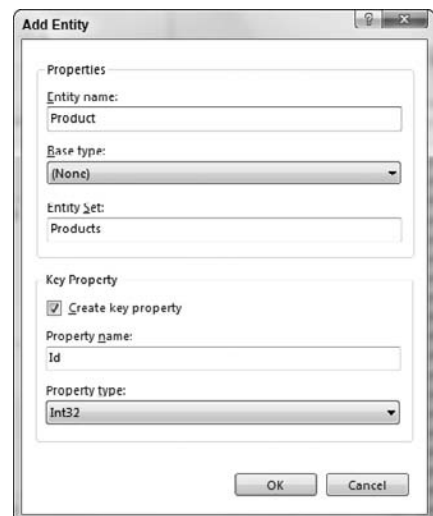 Add Entity
Properties
Entity name:
Product
Base type:
(None)
Entity Set:
Products
Key Property
Create key property
Property name:
Id
Property type:
Int32
OK
Cancel